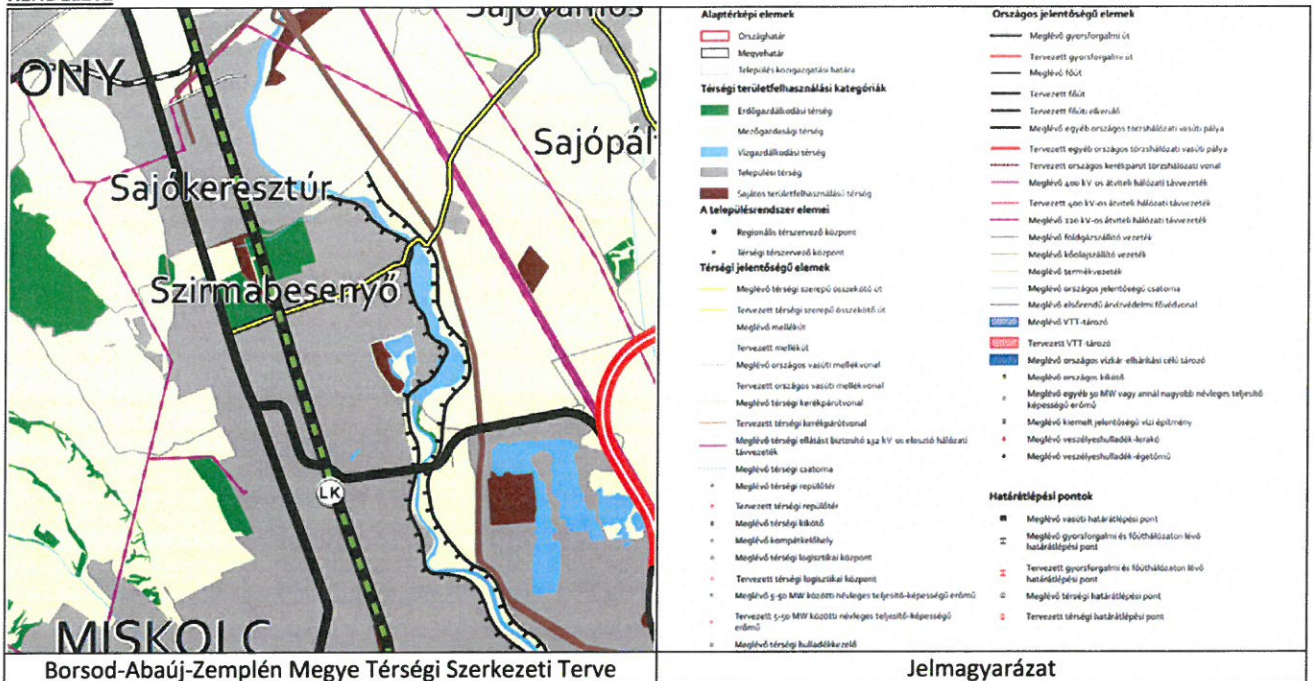 ONY
Sajópál
Sajókeresztúr
Szirmabesenyő
LK
MISKOLC
Borsod-Abaúj-Zemplén Megye Térségi Szerkezeti Terve
Alaptérképi elemek
Országhatár
Megyehatár
Település közigazgatási határa
Térségi területfelhasználási kategóriák
Erdőgazdálkodási térség
Mezőgazdasági térség
Vízgazdálkodási térség
Települési térség
Sajátos területfelhasználású térség
A településrendszer elemei
Regionális térszervező központ
Térségi térszervező központ
Térségi jelentőségű elemek
Meglévő térségi szerepű összekötő út
Tervezett térségi szerepű összekötő út
Meglévő mellékút
Tervezett mellékút
Meglévő országos vasúti mellékvonal
Tervezett országos vasúti mellékvonal
Meglévő térségi kerékpárútvonal
Tervezett térségi kerékpárútvonal
Meglévő térségi ellátást biztosító 132 kV-os elosztó hálózati
távvezeték
Meglévő térségi csatorna
Meglévő térségi repülőtér
Tervezett térségi repülőtér
Meglévő térségi kikötő
Meglévő kompátkelőhely
Meglévő térségi logisztikai központ
Tervezett térségi logisztikai központ
Meglévő 5-50 MW közötti névleges teljesítő-képességű erőmű
Tervezett 5-50 MW közötti névleges teljesítő-képességű
erőmű
Meglévő térségi hulladékkezelő
Országos jelentőségű elemek
Meglévő gyorsforgalmi út
Tervezett gyorsforgalmi út
Meglévő főút
Tervezett főút
Tervezett főúti elkerülő
Meglévő egyéb országos törzshálózati vasúti pálya
Tervezett egyéb országos törzshálózati vasúti pálya
Tervezett országos kerékpárút törzshálózati vonal
Meglévő 400 kV-os átviteli hálózati távvezeték
Tervezett 400 kV-os átviteli hálózati távvezeték
Meglévő 220 kV-os átviteli hálózati távvezeték
Meglévő földgázszállító vezeték
Meglévő kőolajszállító vezeték
Meglévő termékvezeték
Meglévő országos jelentőségű csatorna
Meglévő elsőrendű árvízvédelmi fővédvonal
Meglévő VTT-tározó
Tervezett VTT-tározó
Meglévő országos vízkár-elhárítási célú tározó
Meglévő országos kikötő
Meglévő egyéb 50 MW vagy annál nagyobb névleges teljesítő
képességű erőmű
Meglévő kiemelt jelentőségű vízi építmény
Meglévő veszélyeshulladék-lerakó
Meglévő veszélyeshulladék-égetőmű
Határátlépési pontok
Meglévő vasúti határátlépési pont
Meglévő gyorsforgalmi és főúthálózaton lévő
határátlépési pont
Tervezett gyorsforgalmi és főúthálózaton lévő
határátlépési pont
Meglévő térségi határátlépési pont
Tervezett térségi határátlépési pont
Jelmagyarázat